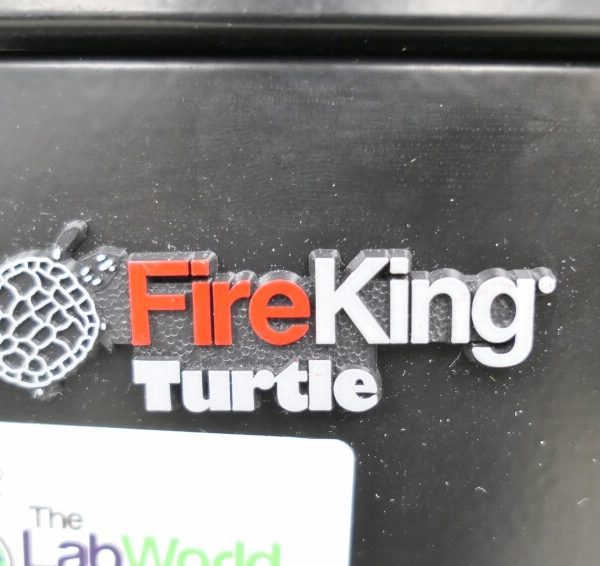 FireKing
Turtle
The
LabWorld